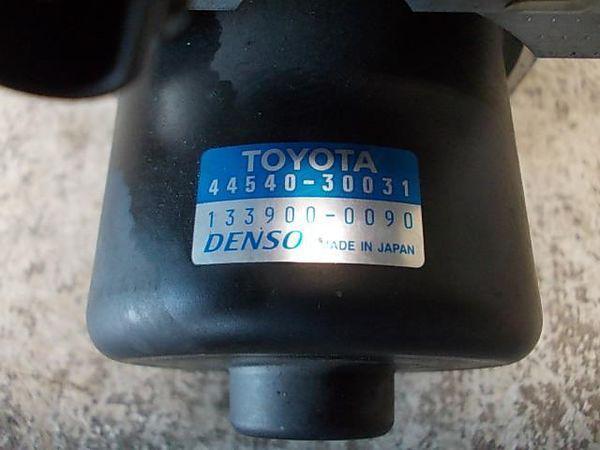 TOYOTA
44540-30031
133900-0090
DENSO MADE IN JAPAN